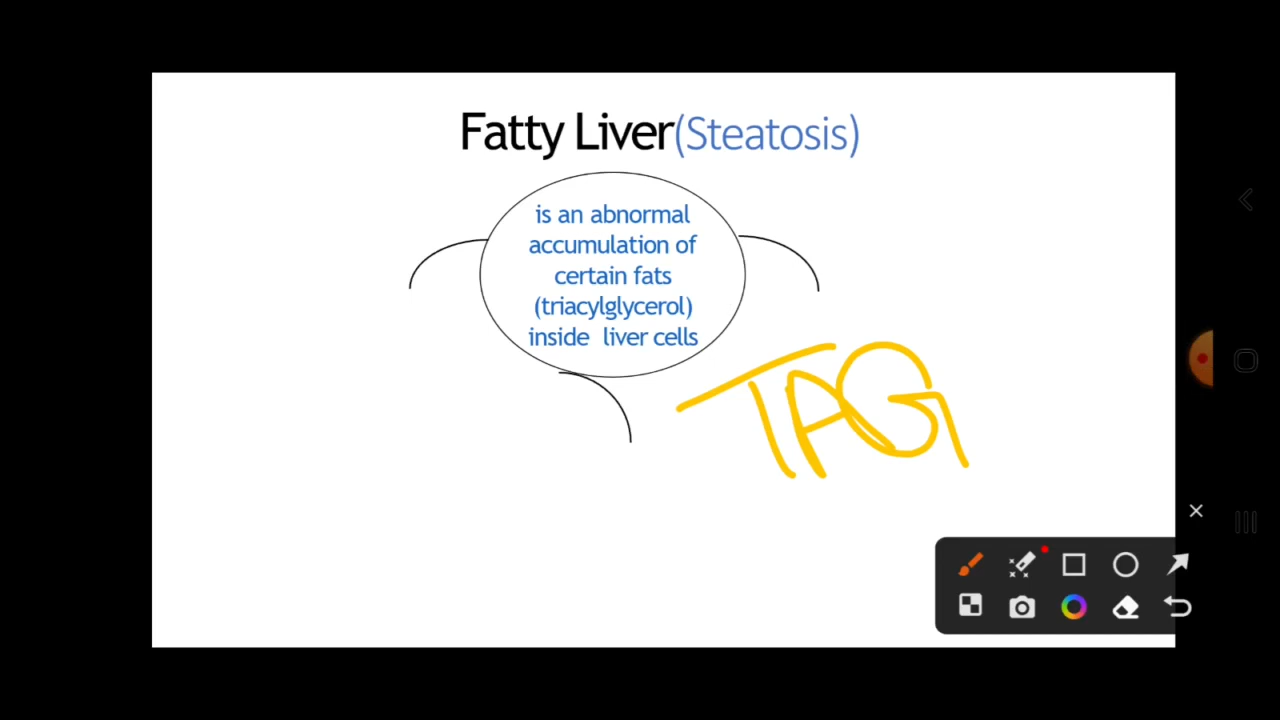 Fatty Liver(Steatosis)
is an abnormal
accumulation of
certain fats
(triacylglycerol)
inside liver cells
TAG